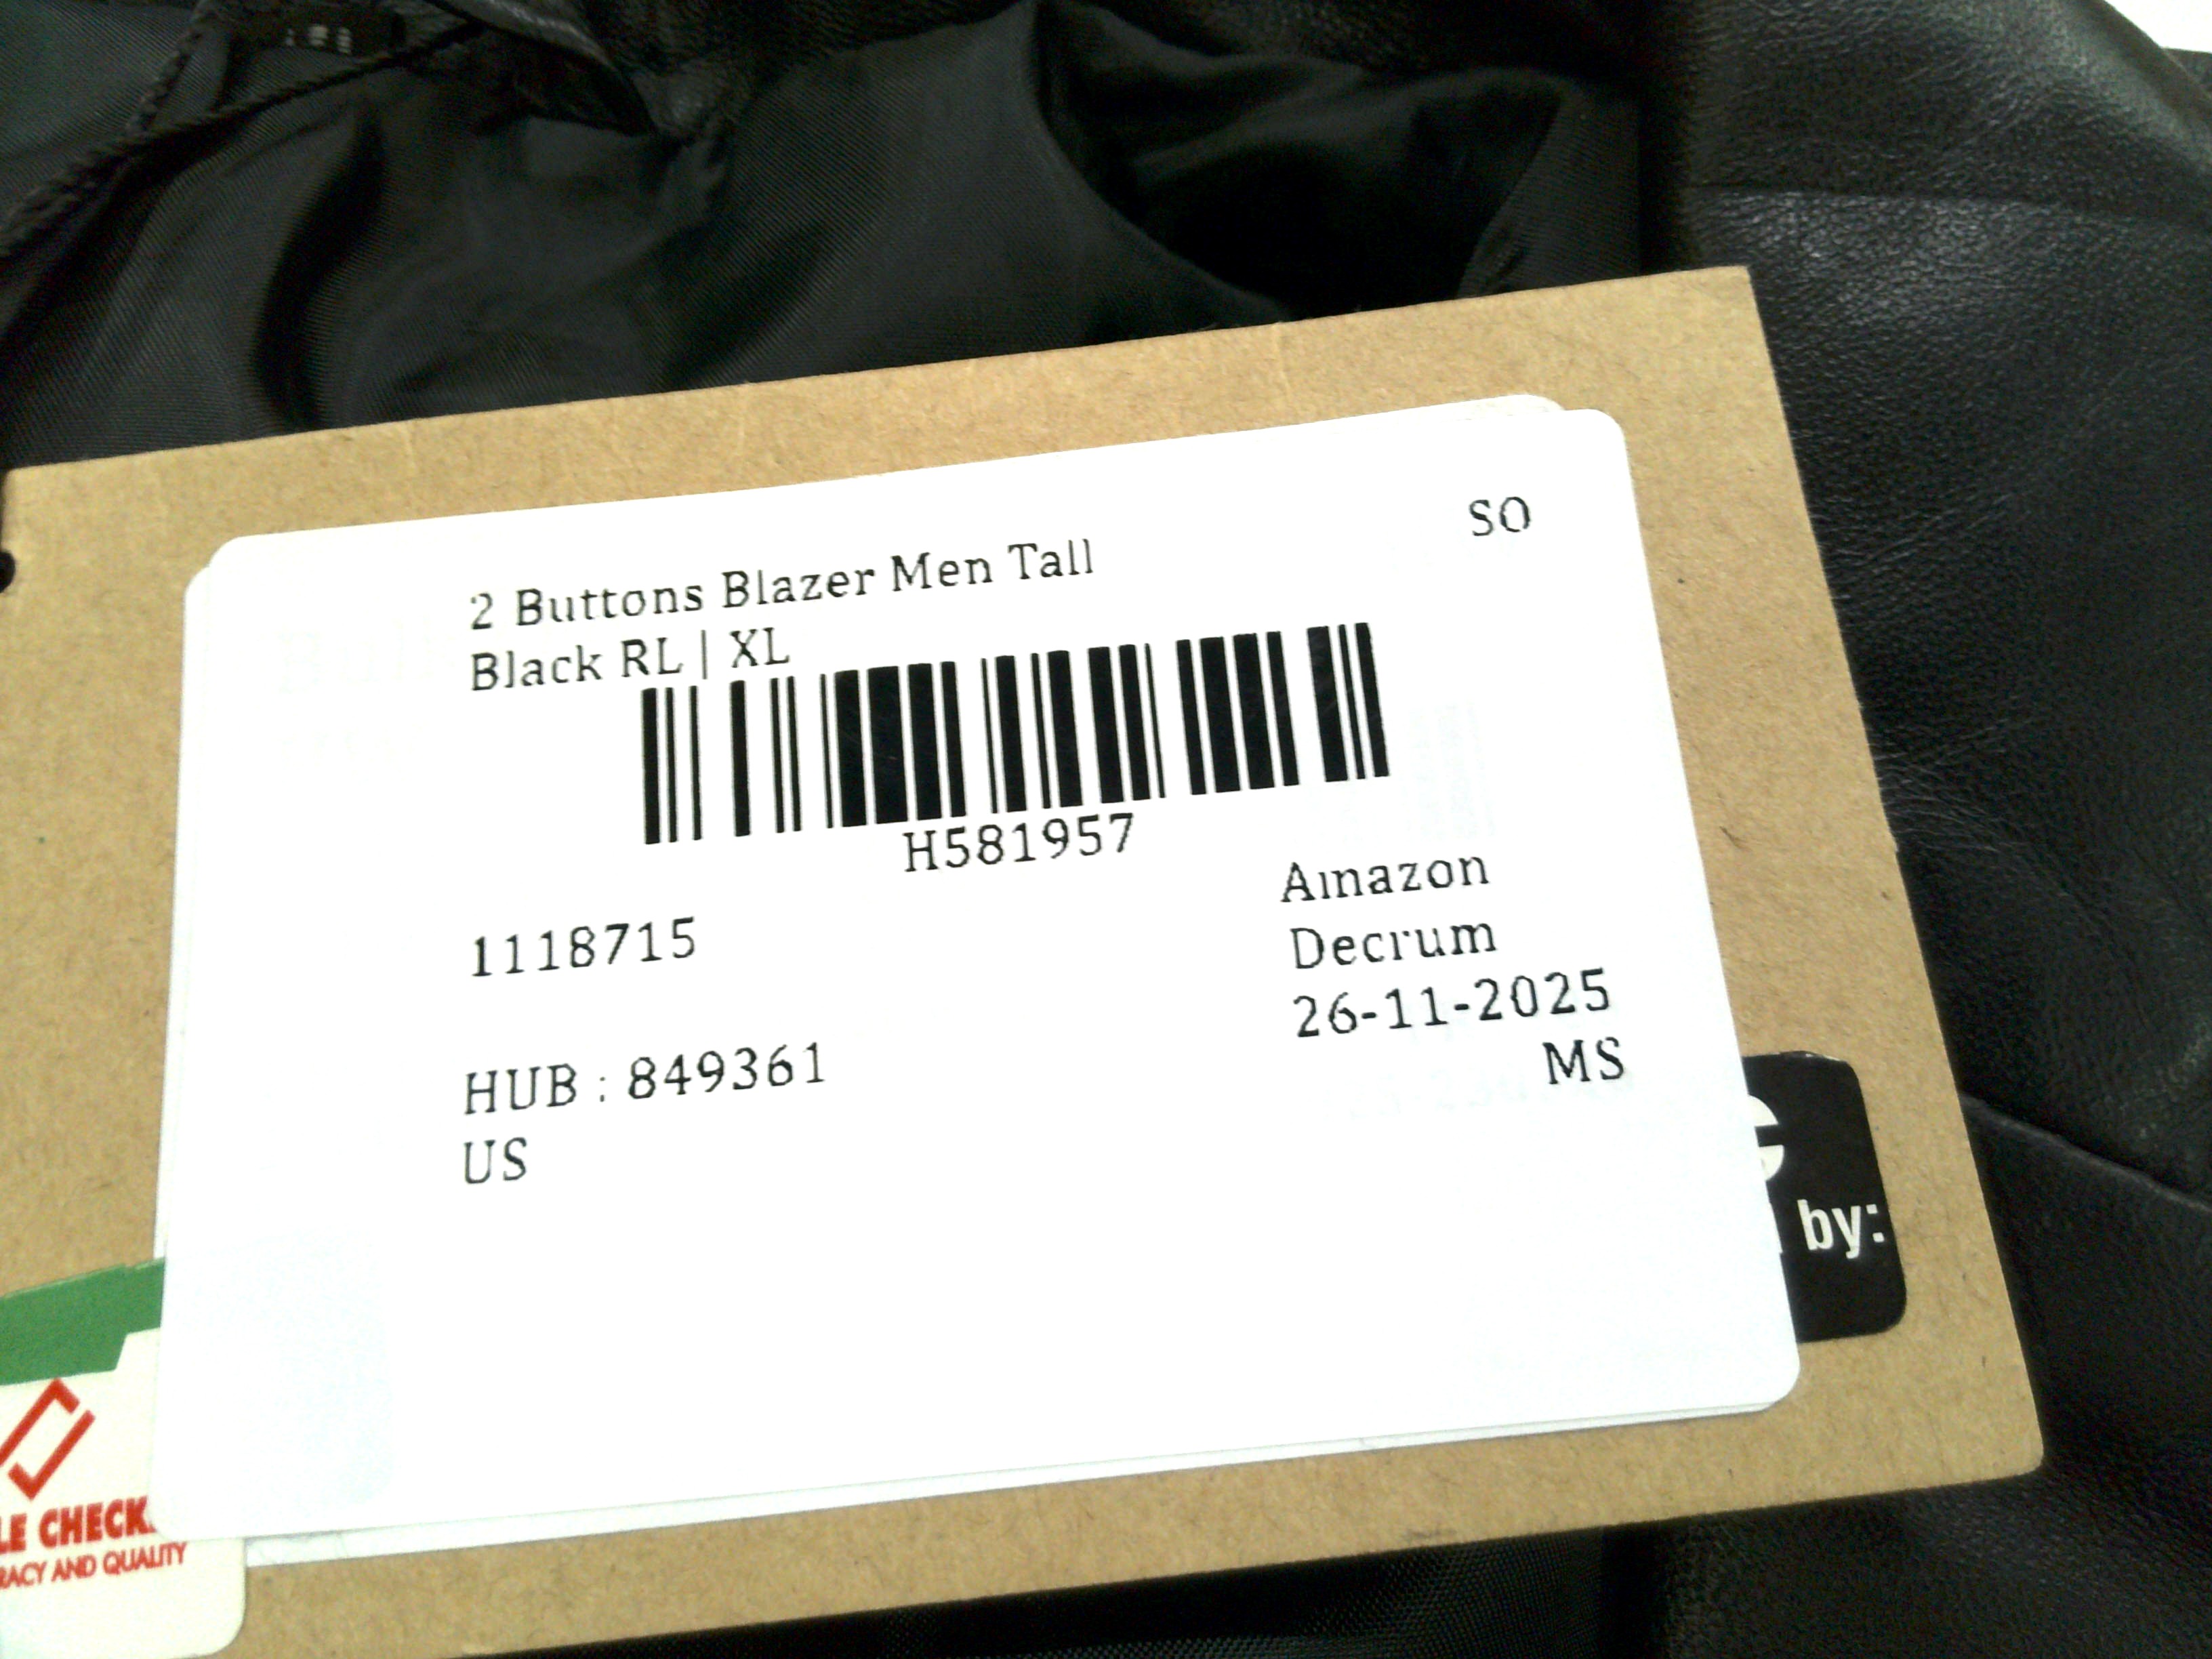 SO
2 Buttons Blazer Men Tall
Black RL | XL
H581957
1118715
Amazon
Decrum
26-11-2025
HUB : 849361
MS
US
by:
LE CHECK
RACY AND QUALITY